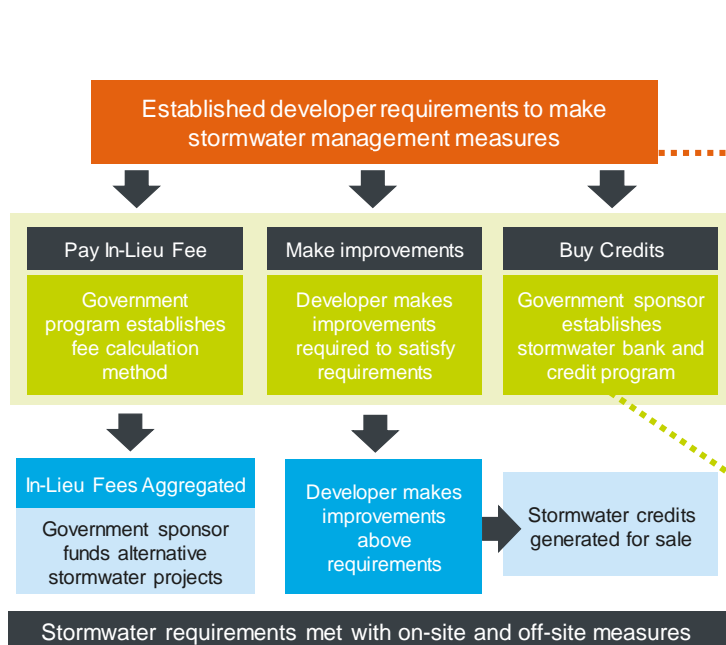 Established developer requirements to make
stormwater management measures
Pay In-Lieu Fee
Government
program establishes
fee calculation
method
Make improvements
Developer makes
improvements
required to satisfy
requirements
Buy Credits
Government sponsor
establishes
stormwater bank and
credit program
In-Lieu Fees Aggregated
Government sponsor
funds alternative
stormwater projects
Developer makes
improvements
above
requirements
Stormwater credits
generated for sale
Stormwater requirements met with on-site and off-site measures